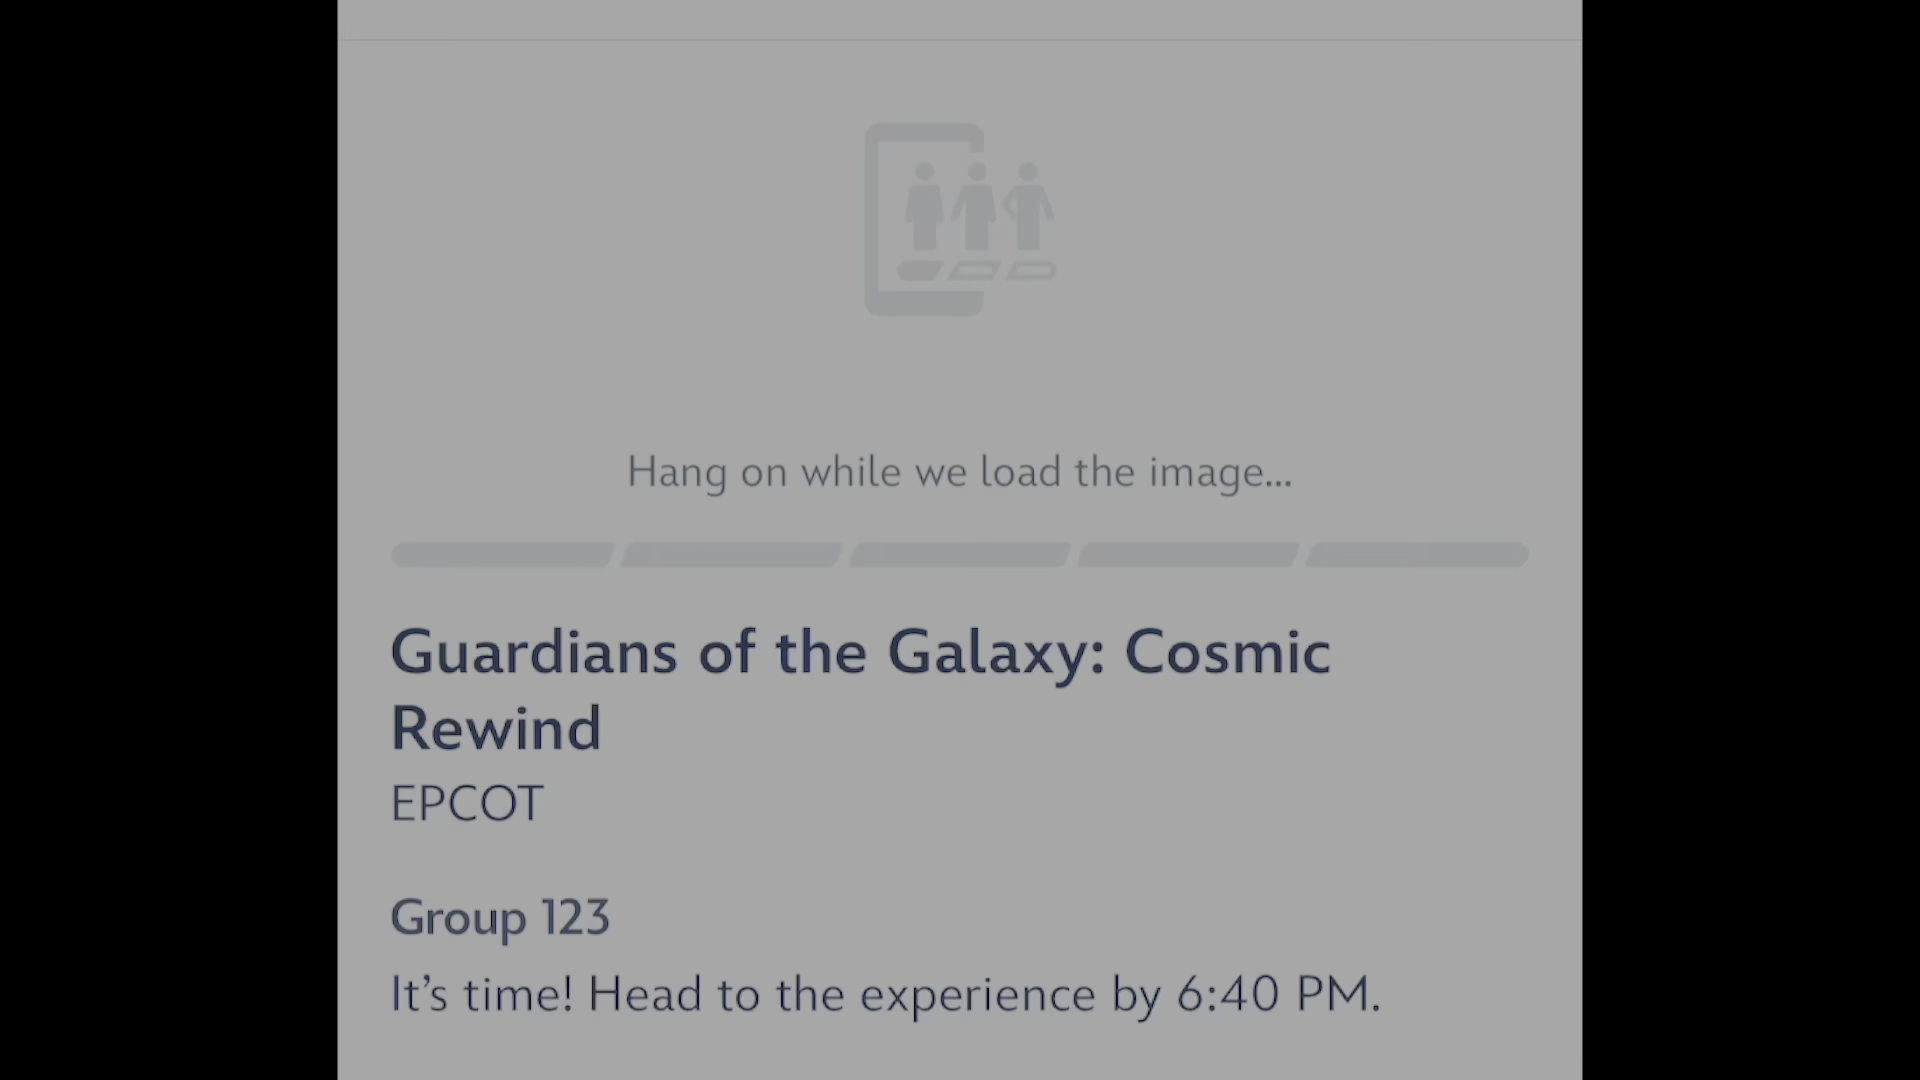 Hang on while we load the image...
Guardians of the Galaxy: Cosmic
Rewind
EPCOT
Group 123
It’s time! Head to the experience by 6:40 PM.